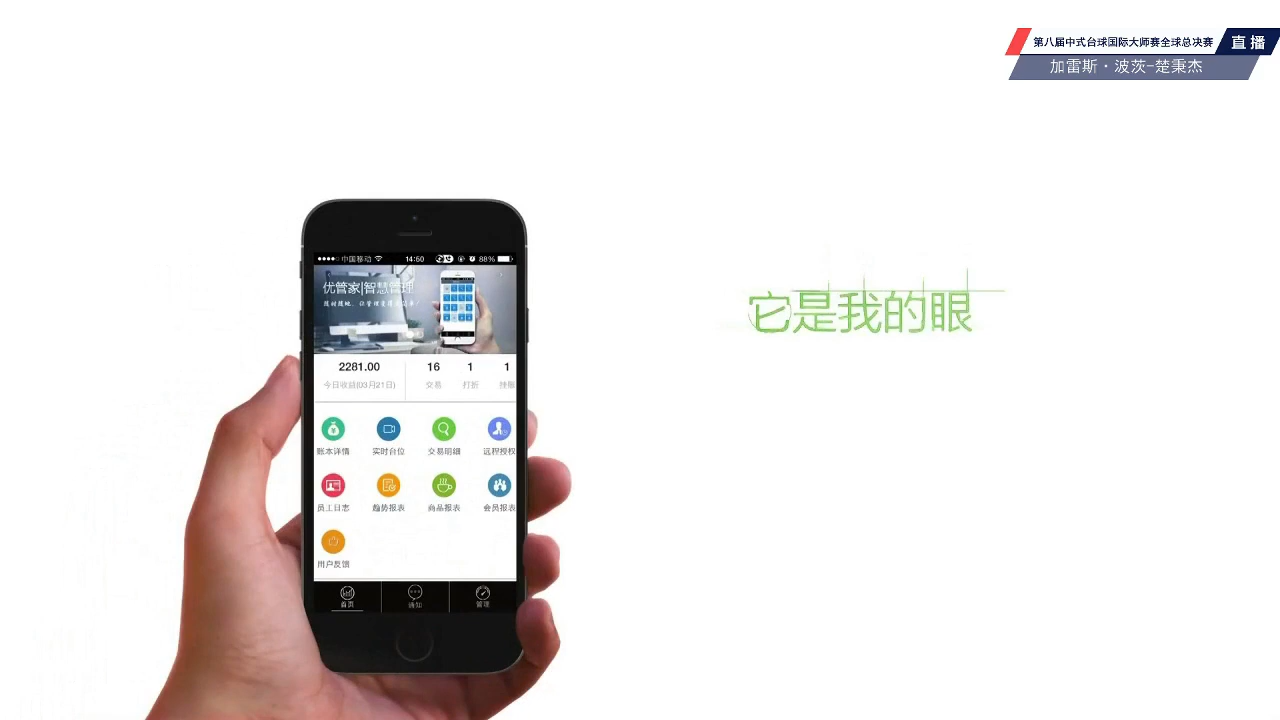 第八届中式台球国际大师赛全球总决赛
直播
加雷斯·波茨-楚秉杰
中国移动
14:50
88%
优管家|智慧管理
它是我的眼
2281.00
16
1
1
今日收益(03月21日)
交易
打折
挂账
账本详情
实时台位
交易明细
远程授权
员工日志
趋势报表
商品报表
会员报表
用户反馈
首页
通知
管理